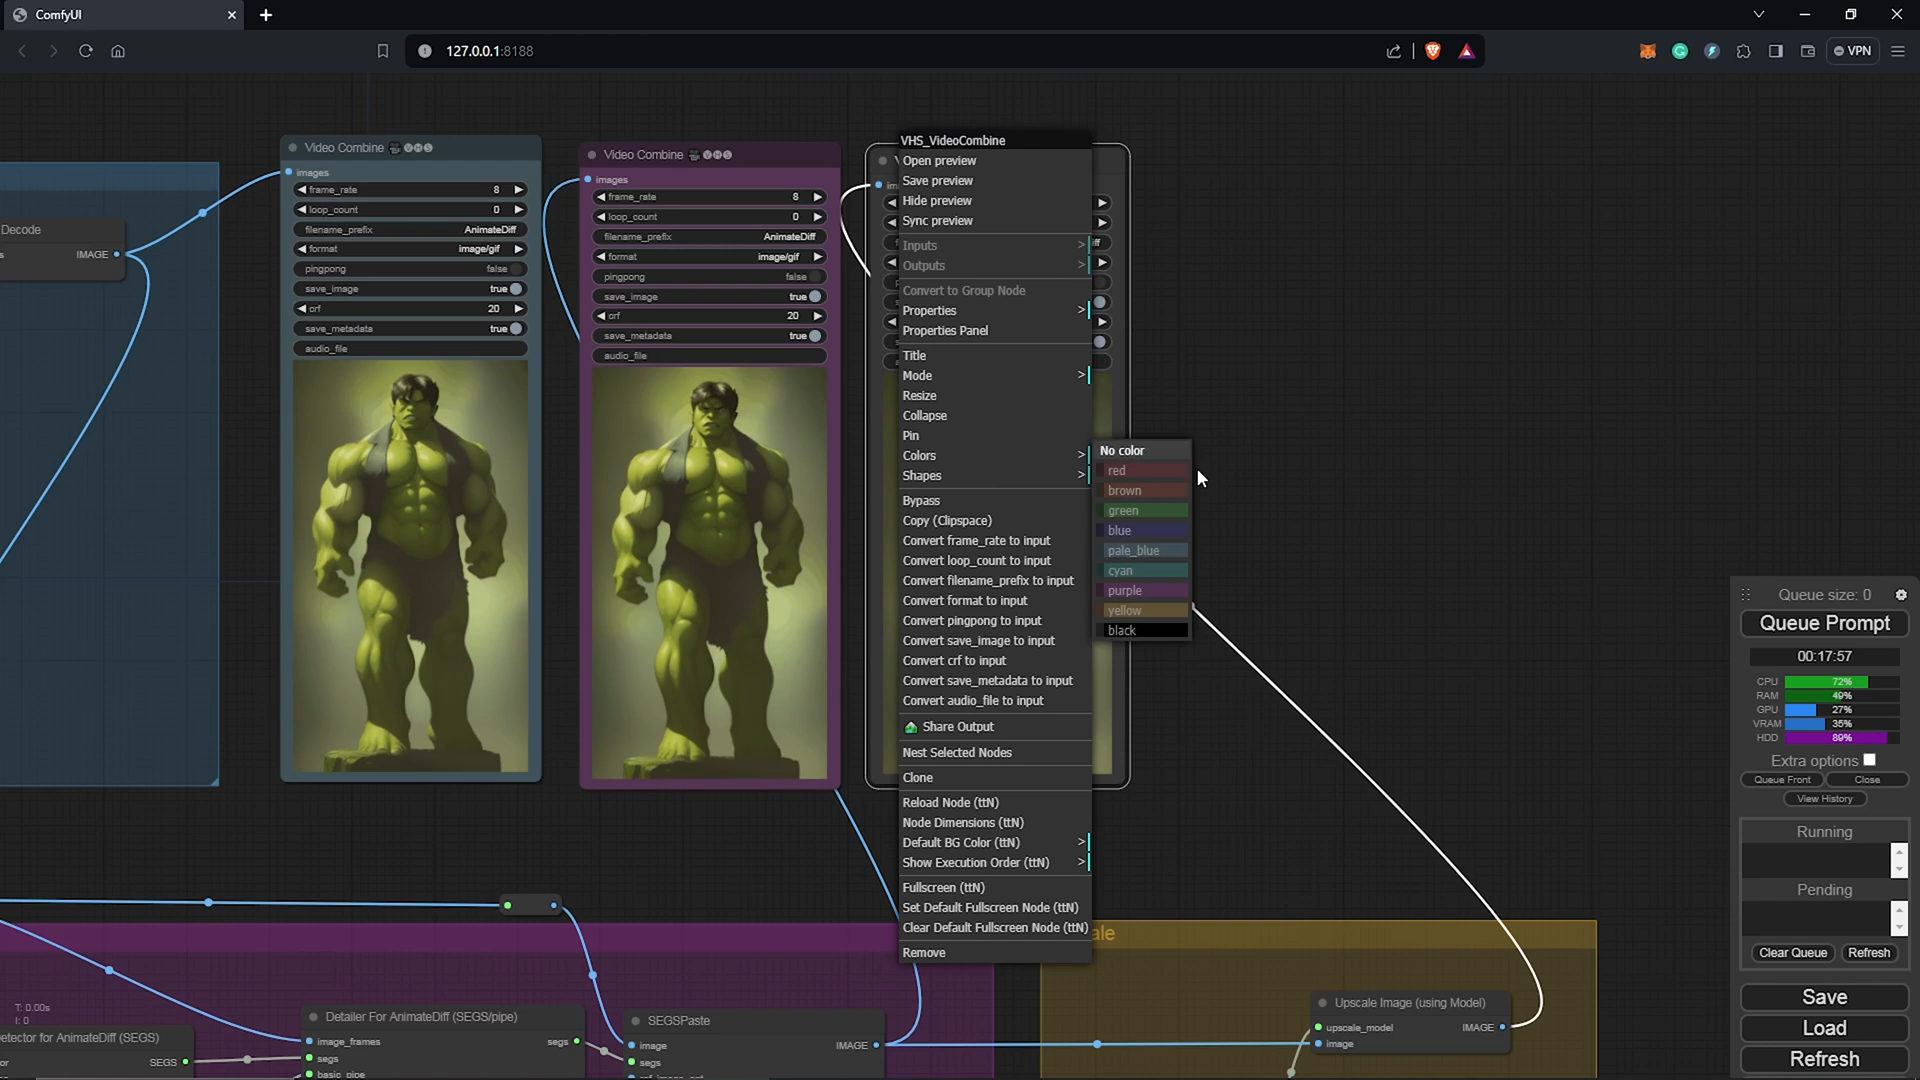 ComfyUI
127.0.0.1:8188
VPN
Decode
IMAGE
Video Combine
images
frame_rate 8
loop_count 0
filename_prefix AnimateDiff
format image/gif
pingpong false
save_image true
crf 20
save_metadata true
audio_file
Video Combine
images
frame_rate 8
loop_count 0
filename_prefix AnimateDiff
format image/gif
pingpong false
save_image true
crf 20
save_metadata true
audio_file
VHS_VideoCombine
Open preview
Save preview
Hide preview
Sync preview
Inputs >
Outputs >
Convert to Group Node
Properties >
Properties Panel
Title
Mode >
Resize
Collapse
Pin
Colors >
Shapes >
Bypass
Copy (Clipspace)
Convert frame_rate to input
Convert loop_count to input
Convert filename_prefix to input
Convert format to input
Convert pingpong to input
Convert save_image to input
Convert crf to input
Convert save_metadata to input
Convert audio_file to input
Share Output
Nest Selected Nodes
Clone
Reload Node (ttN)
Node Dimensions (ttN)
Default BG Color (ttN) >
Show Execution Order (ttN) >
Fullscreen (ttN)
Set Default Fullscreen Node (ttN)
Clear Default Fullscreen Node (ttN)
Remove
No color
red
brown
green
blue
pale_blue
cyan
purple
yellow
black
Queue size: 0
Queue Prompt
00:17:57
CPU 72%
RAM 49%
GPU 27%
VRAM 35%
HDD 89%
Extra options
Queue Front
Close
View History
Running
Pending
Clear Queue
Refresh
Save
Load
Refresh
T: 0.00s
I: 0
etector for AnimateDiff (SEGS)
SEGS
Detailer For AnimateDiff (SEGS/pipe)
image_frames
segs
segs
basic_pipe
SEGSPaste
image
IMAGE
segs
ale
Upscale Image (using Model)
upscale_model
IMAGE
image